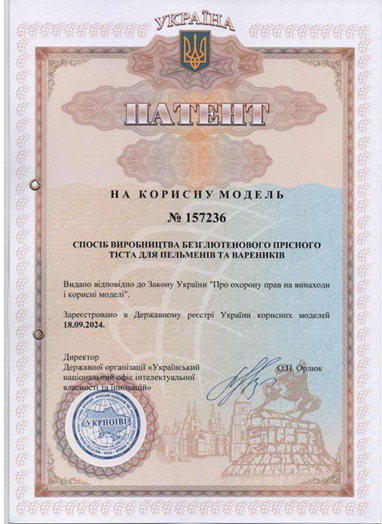 УКРАЇНА
ПАТЕНТ
НА КОРИСНУ МОДЕЛЬ
№ 157236
СПОСІБ ВИРОБНИЦТВА БЕЗГЛЮТЕНОВОГО ПРІСНОГО
ТІСТА ДЛЯ ПЕЛЬМЕНІВ ТА ВАРЕНИКІВ
Видано відповідно до Закону України "Про охорону прав на винаходи
і корисні моделі".
Зареєстровано в Державному реєстрі України корисних моделей
18.09.2024.
Директор
Державної організації «Український
національний офіс інтелектуальної
власності та інновацій»
О.П. Орлюк
УКРНОІВІ